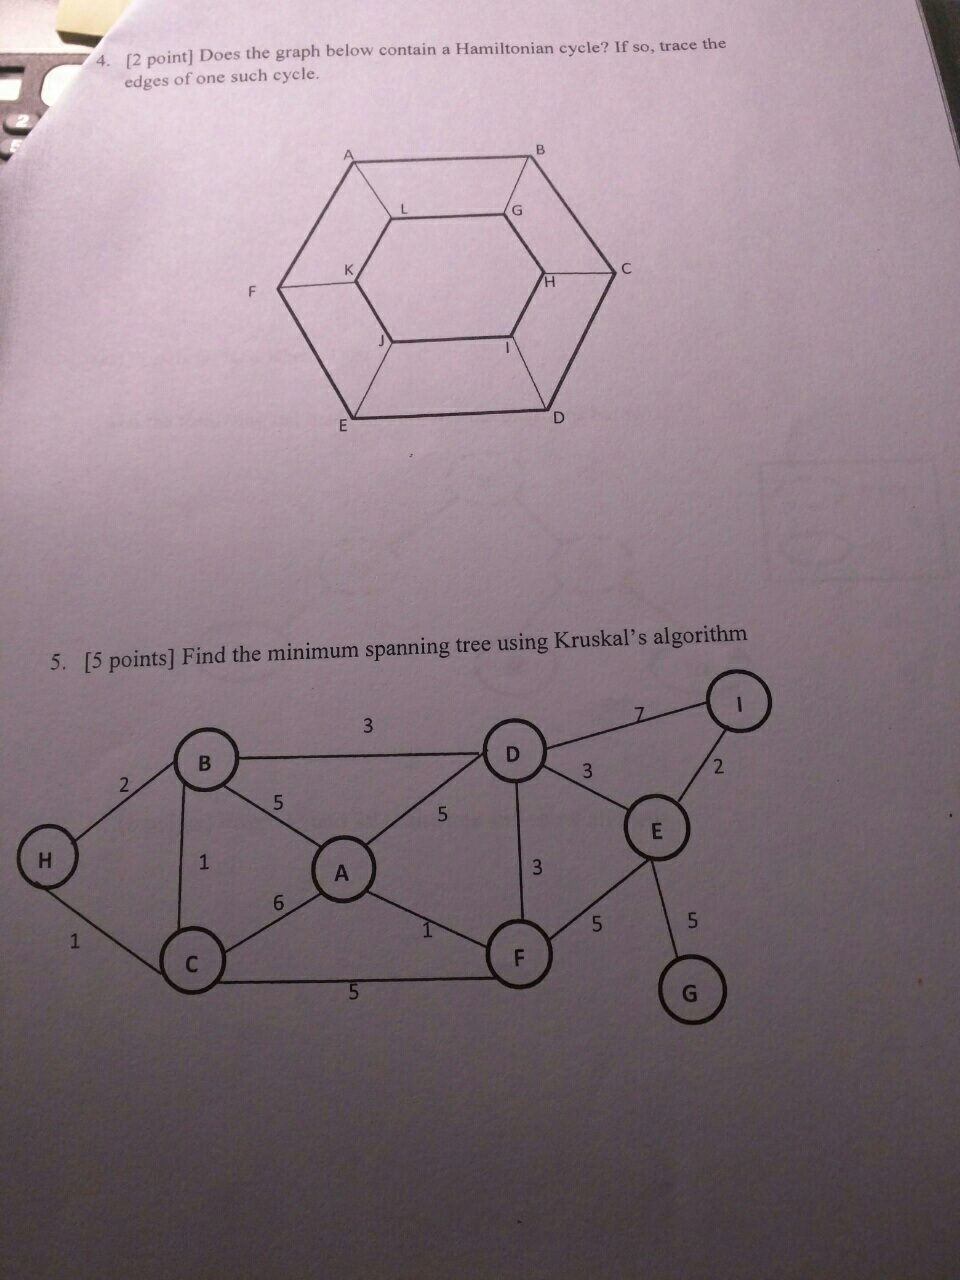 4. [2 point] Does the graph below contain a Hamiltonian cycle? If so, trace the
edges of one such cycle.
A
B
L
G
K
H
C
F
J
I
E
D
5. [5 points] Find the minimum spanning tree using Kruskal's algorithm
I
7
3
B
D
2
3
2
5
5
E
H
1
A
3
6
1
5
5
1
C
F
5
G
2
5